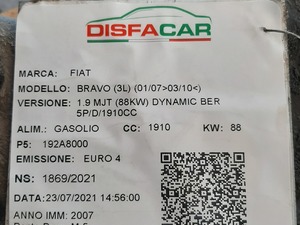 DISFACAR
MARCA: FIAT
MODELLO: BRAVO (3L) (01/07>03/10<)
VERSIONE: 1.9 MJT (88KW) DYNAMIC BER
5P/D/1910CC
ALIM.: GASOLIO CC: 1910 KW: 88
P5: 192A8000
EMISSIONE: EURO 4
NS: 1869/2021
DATA:23/07/2021 14:56:00
ANNO IMM: 2007